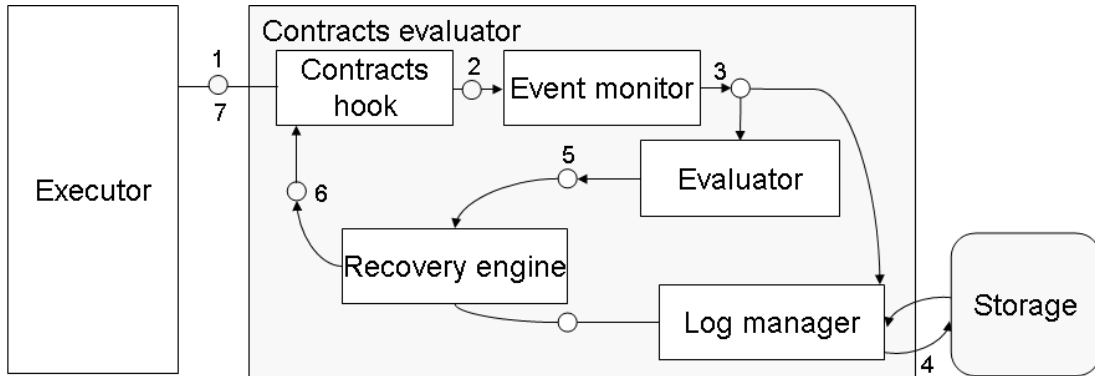 Contracts evaluator
1
7
Contracts
hook
2
Event monitor
3
Executor
5
Evaluator
6
Recovery engine
Log manager
Storage
4